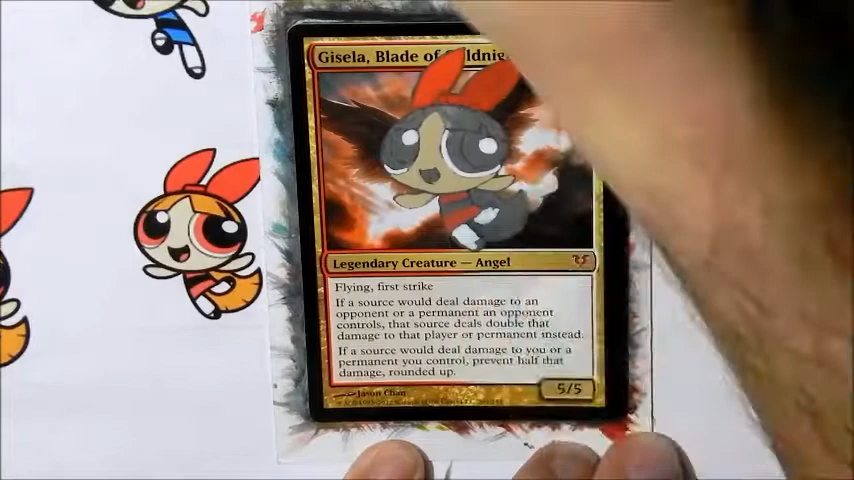 Gisela, Blade of
Legendary Creature — Angel
Flying, first strike
If a source would deal damage to an
opponent or a permanent an opponent
controls, that source deals double that
damage to that player or permanent instead.
If a source would deal damage to you or a
permanent you control, prevent half that
damage, rounded up.
5/5
Jason Chan